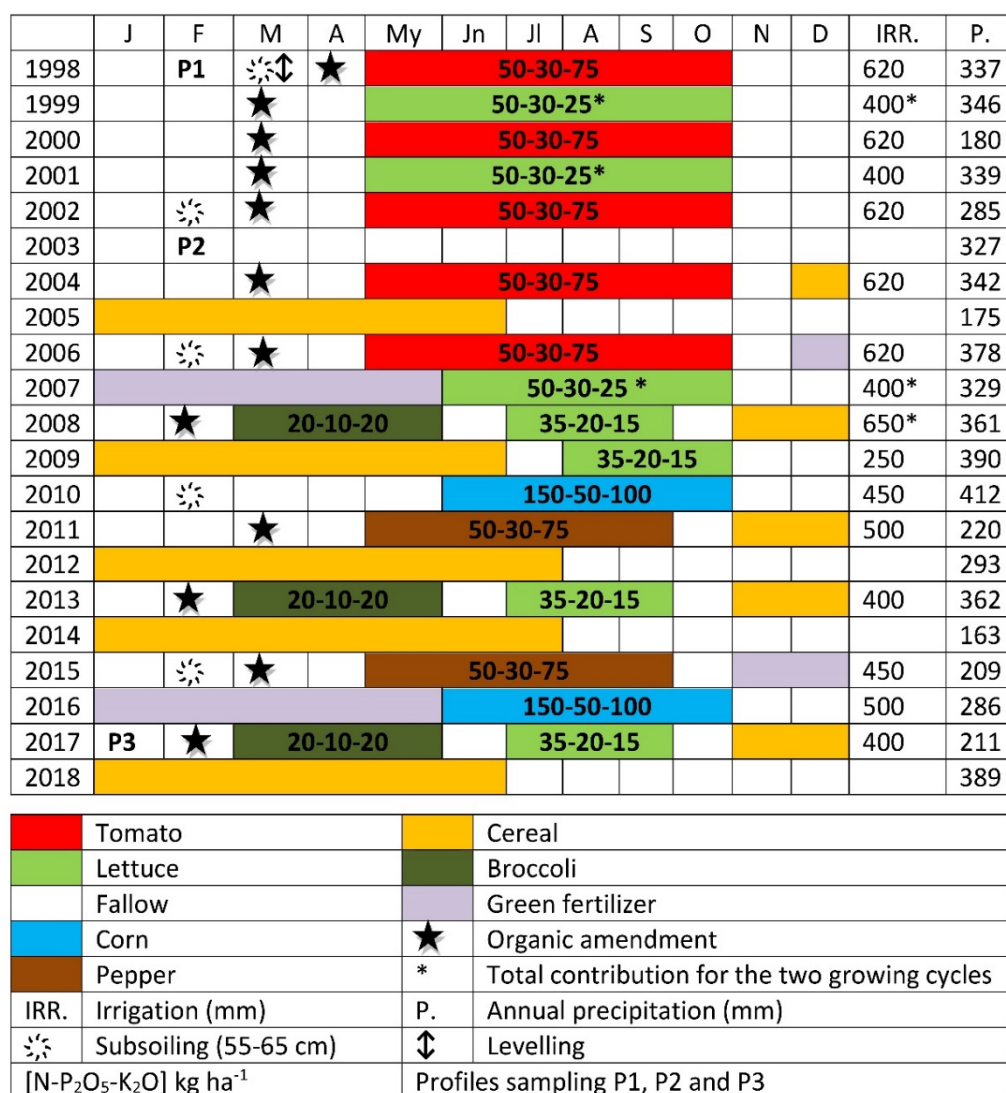 J F M A My Jn Jl A S O N D IRR. P.
1998 P1 50-30-75 620 337
1999 50-30-25* 400* 346
2000 50-30-75 620 180
2001 50-30-25* 400 339
2002 50-30-75 620 285
2003 P2 327
2004 50-30-75 620 342
2005 175
2006 50-30-75 620 378
2007 50-30-25 * 400* 329
2008 20-10-20 35-20-15 650* 361
2009 35-20-15 250 390
2010 150-50-100 450 412
2011 50-30-75 500 220
2012 293
2013 20-10-20 35-20-15 400 362
2014 163
2015 50-30-75 450 209
2016 150-50-100 500 286
2017 P3 20-10-20 35-20-15 400 211
2018 389
Tomato Cereal
Lettuce Broccoli
Fallow Green fertilizer
Corn Organic amendment
Pepper * Total contribution for the two growing cycles
IRR. Irrigation (mm) P. Annual precipitation (mm)
Subsoiling (55-65 cm) Levelling
[N-P₂O₅-K₂O] kg ha⁻¹ Profiles sampling P1, P2 and P3